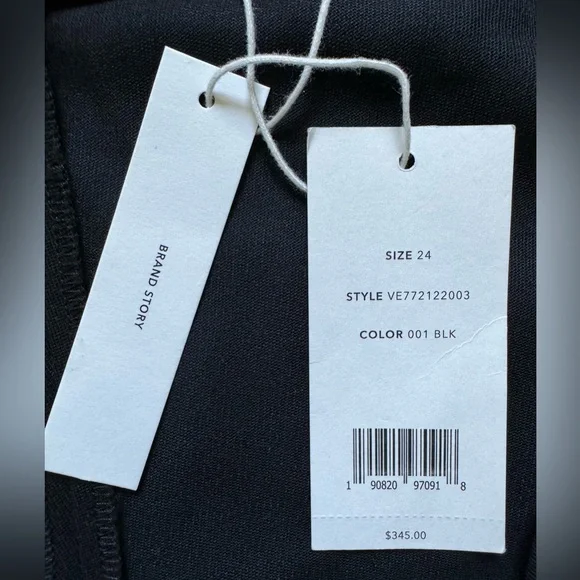 BRAND STORY
SIZE 24
STYLE VE772122003
COLOR 001 BLK
1 90820 97091 8
$345.00